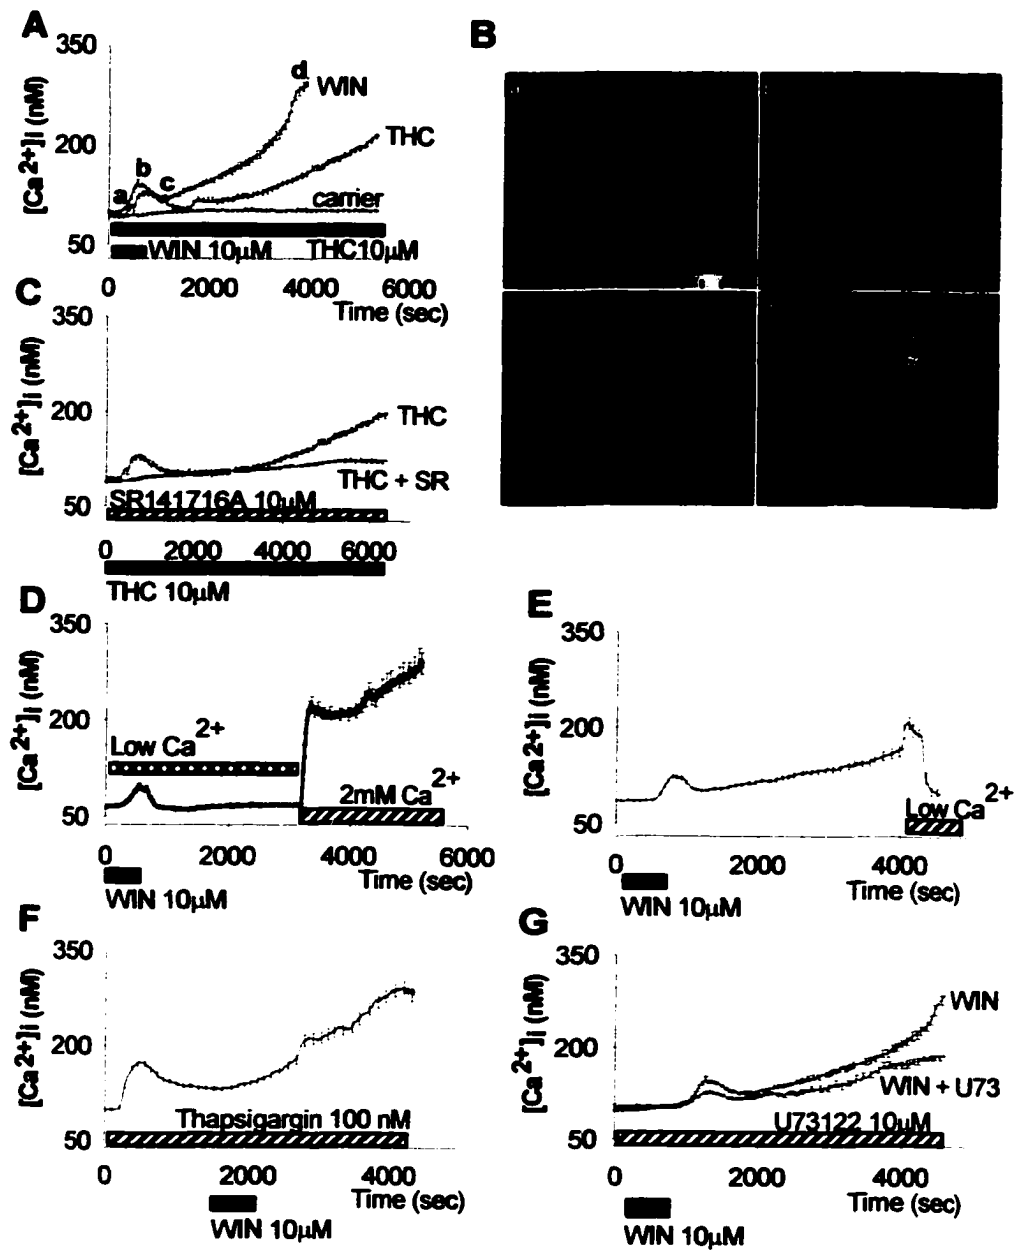 A
350
[Ca2+]i (nM)
200
50
a
b
c
d
WIN
THC
carrier
WIN 10µM THC10µM
0 2000 4000 6000
Time (sec)
B
C
350
[Ca2+]i (nM)
200
50
THC
THC + SR
SR141716A 10µM
0 2000 4000 6000
THC 10µM
D
350
[Ca2+]i (nM)
200
50
Low Ca2+
2mM Ca2+
0 2000 4000 6000
Time (sec)
WIN 10µM
E
350
[Ca2+]i (nM)
200
50
Low Ca2+
0 2000 4000
Time (sec)
WIN 10µM
F
350
[Ca2+]i (nM)
200
50
Thapsigargin 100 nM
0 2000 4000
Time (sec)
WIN 10µM
G
350
[Ca2+]i (nM)
200
50
WIN
WIN + U73
U73122 10µM
0 2000 4000
Time (sec)
WIN 10µM